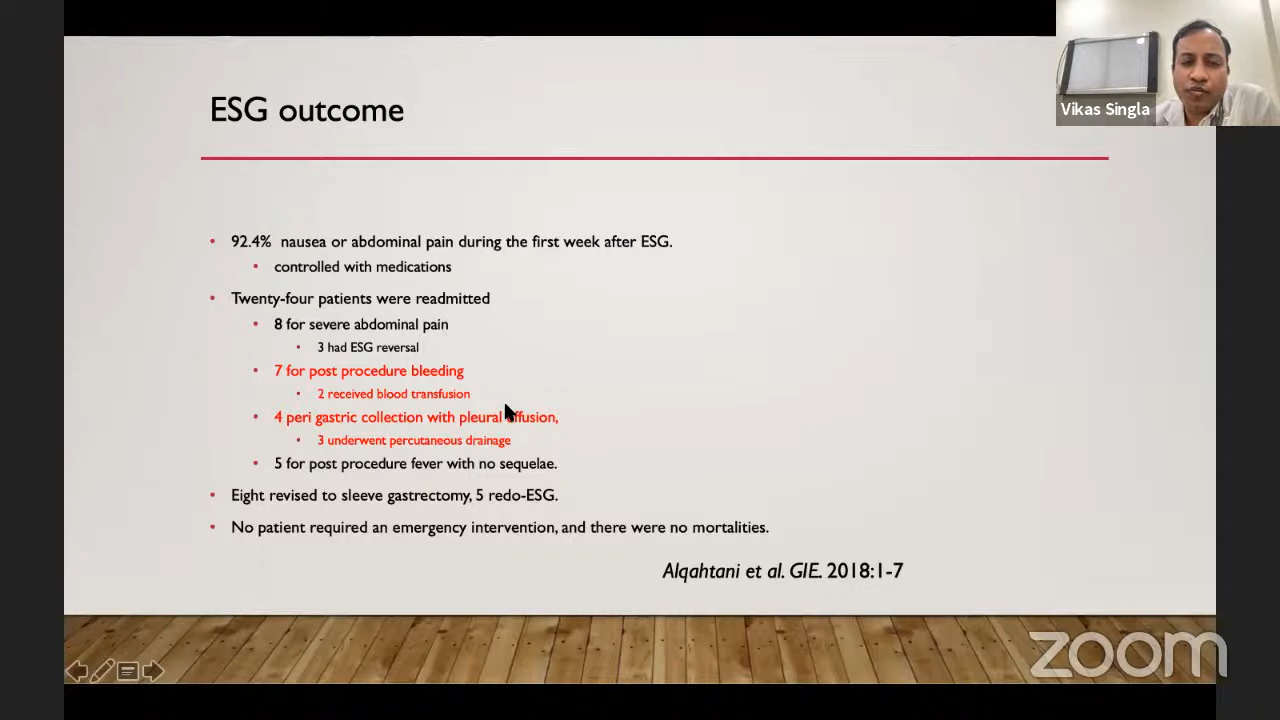 Vikas Singla
ESG outcome
92.4% nausea or abdominal pain during the first week after ESG.
controlled with medications
Twenty-four patients were readmitted
8 for severe abdominal pain
3 had ESG reversal
7 for post procedure bleeding
2 received blood transfusion
4 peri gastric collection with pleural effusion,
3 underwent percutaneous drainage
5 for post procedure fever with no sequelae.
Eight revised to sleeve gastrectomy, 5 redo-ESG.
No patient required an emergency intervention, and there were no mortalities.
Alqahtani et al. GIE. 2018:1-7
zoom